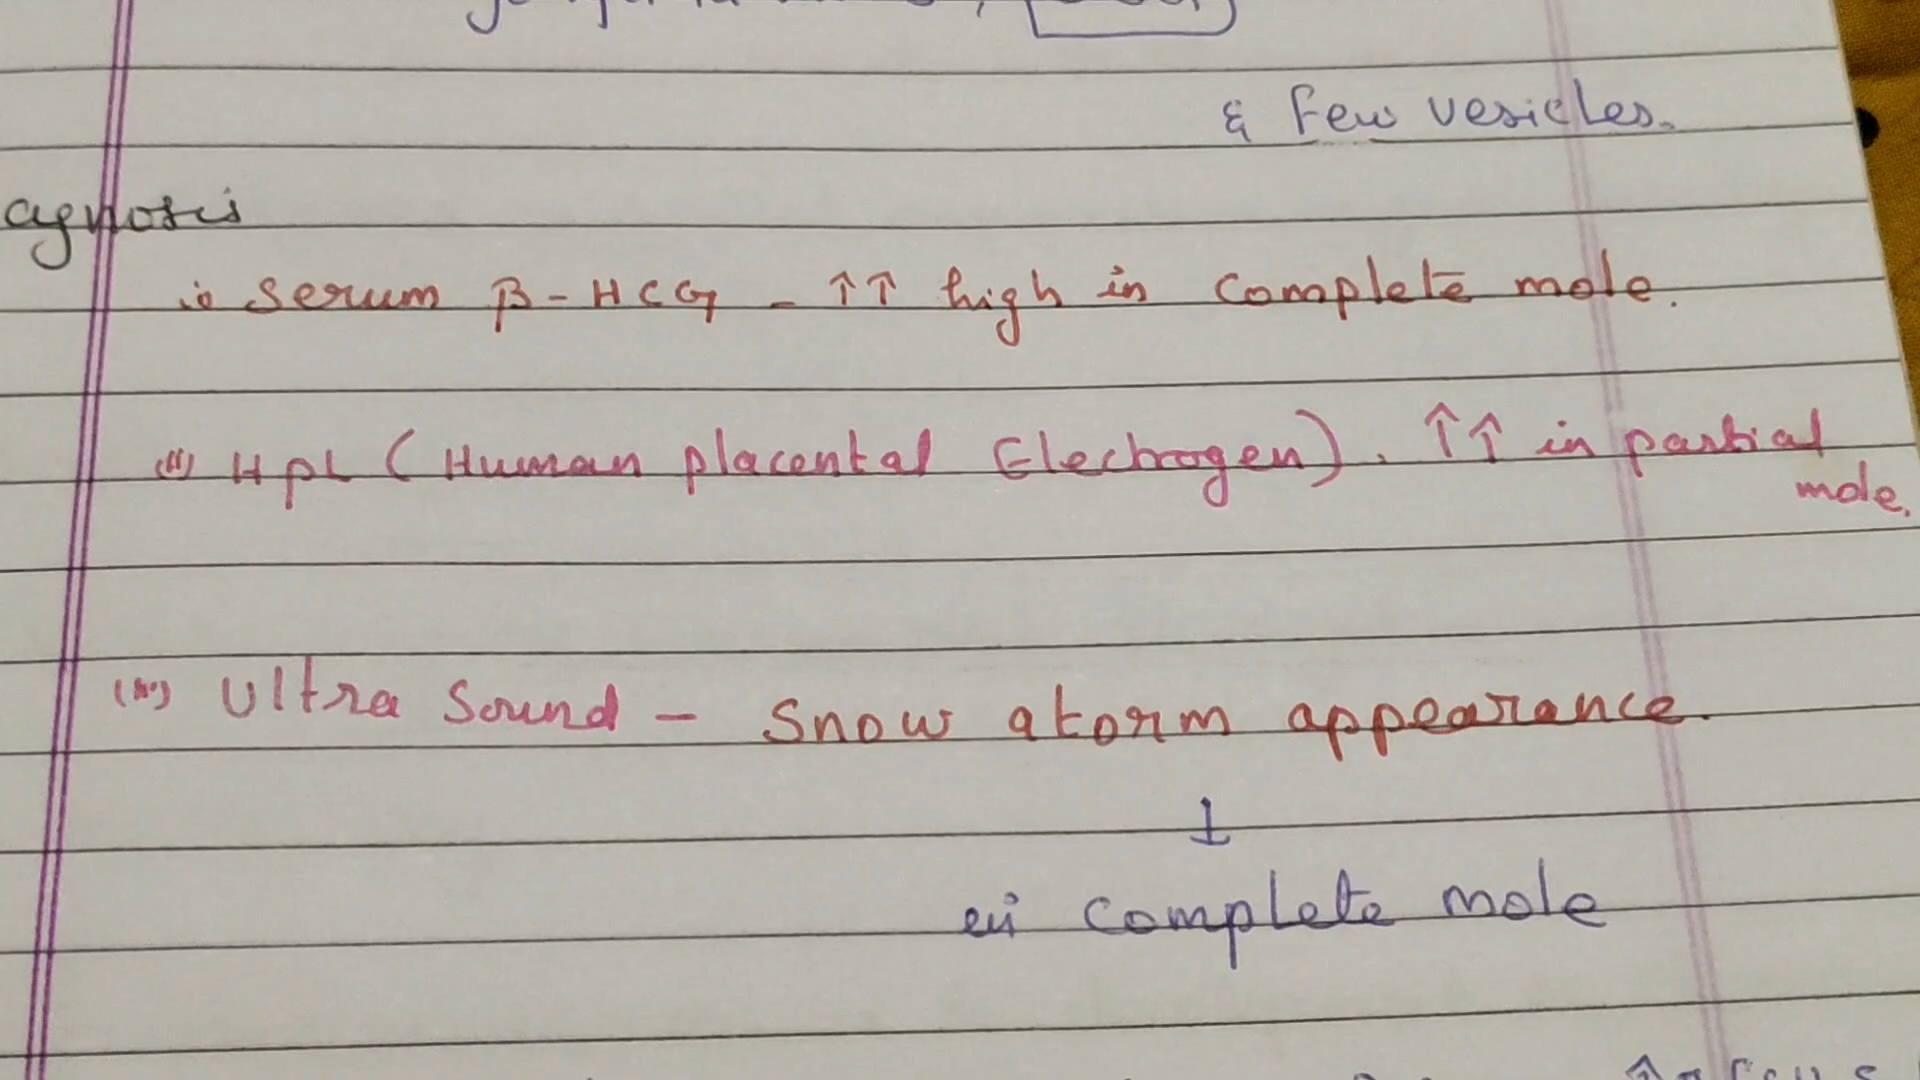 & Few vesicles.
agnosis
i) Serum β-HCG - ↑↑ high in complete mole.
(ii) HpL (Human placental Electrogen). ↑↑ in partial
mole.
(iii) Ultra Sound - Snow atorm appearance.
↓
in complete mole